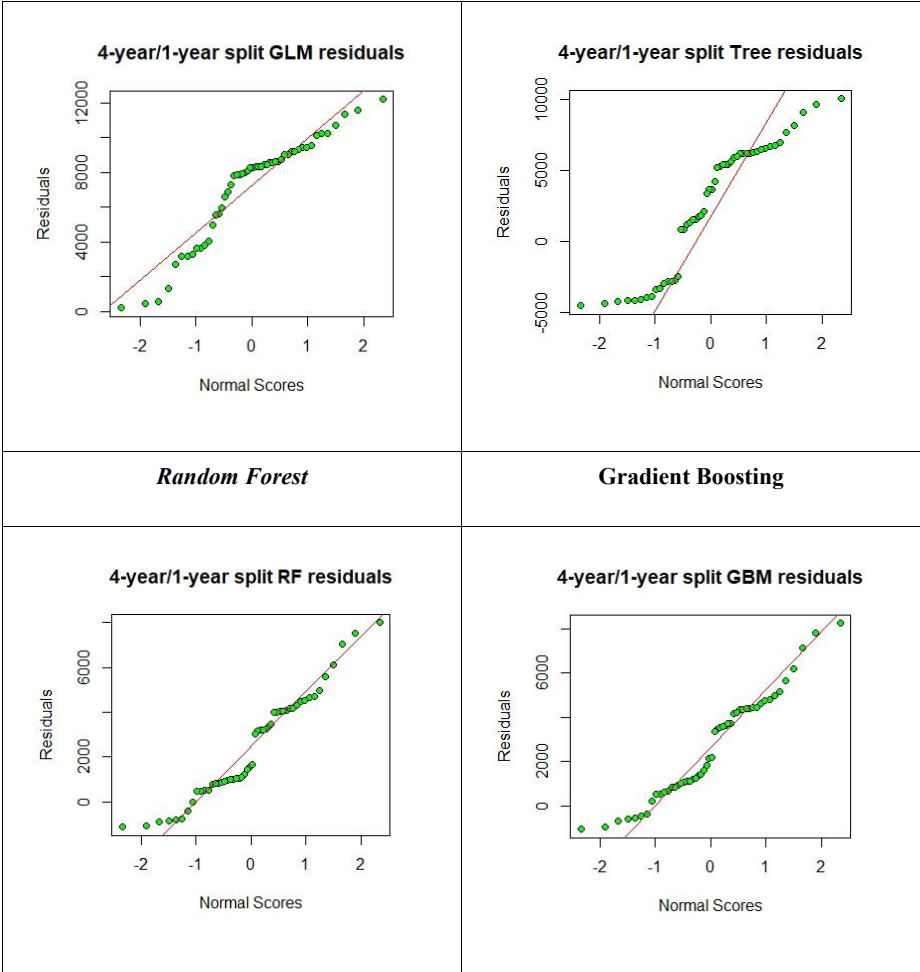 4-year/1-year split GLM residuals
Residuals
0
4000
8000
12000
-2
-1
0
1
2
Normal Scores
4-year/1-year split Tree residuals
Residuals
-5000
0
5000
10000
-2
-1
0
1
2
Normal Scores
Random Forest
Gradient Boosting
4-year/1-year split RF residuals
Residuals
0
2000
6000
-2
-1
0
1
2
Normal Scores
4-year/1-year split GBM residuals
Residuals
0
2000
6000
-2
-1
0
1
2
Normal Scores